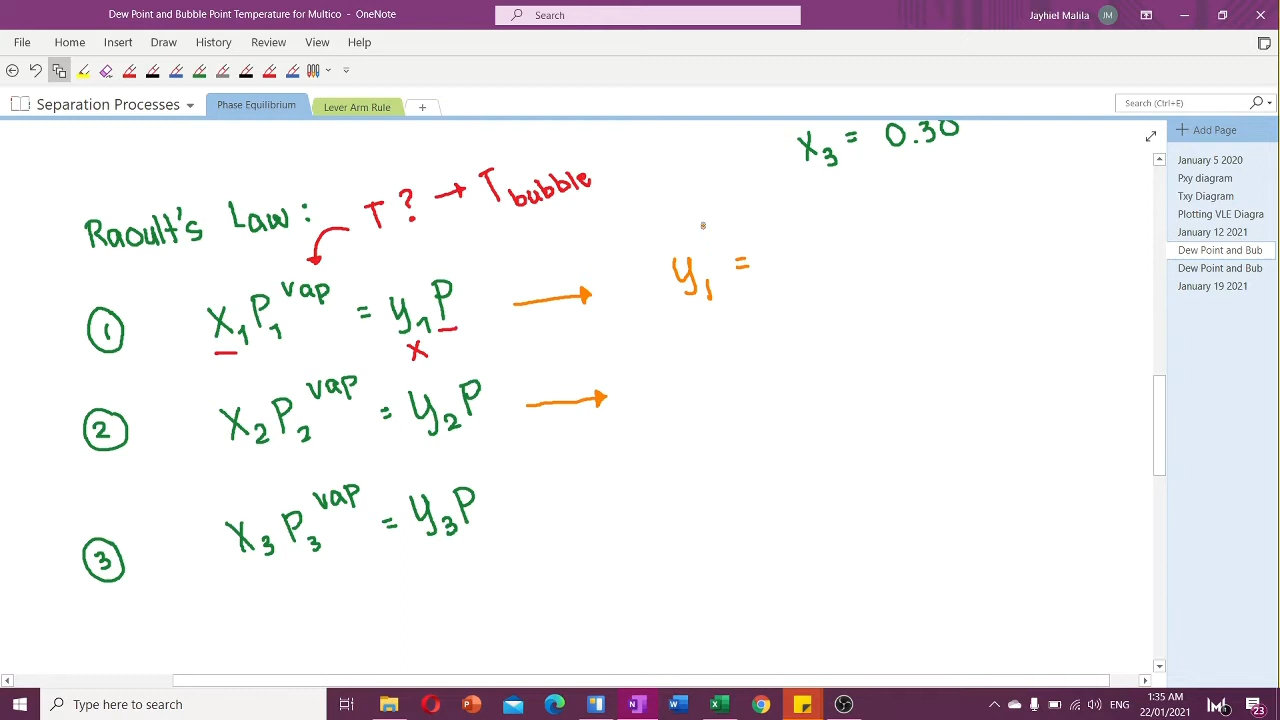 Dew Point and Bubble Point Temperature for Multico - OneNote
Search
Jayhiel Malila JM
File Home Insert Draw History Review View Help
Separation Processes
Phase Equilibrium
Lever Arm Rule
Search (Ctrl+E)
Add Page
January 5 2020
Pxy diagram
Txy Diagram
Plotting VLE Diagra
January 12 2021
Dew Point and Bub
Dew Point and Bub
January 19 2021
x₃ = 0.30
T? → T bubble
Raoult's Law:
① x₁P₁ᵛᵃᵖ = y₁P → y₁ =
x
② x₂P₂ᵛᵃᵖ = y₂P →
③ x₃P₃ᵛᵃᵖ = y₃P
Type here to search
1:35 AM
22/01/2021
23